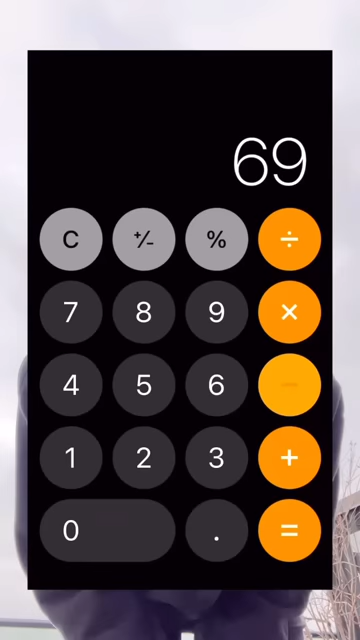 69
C +/- % ÷
7 8 9 ×
4 5 6 −
1 2 3 +
0 . =